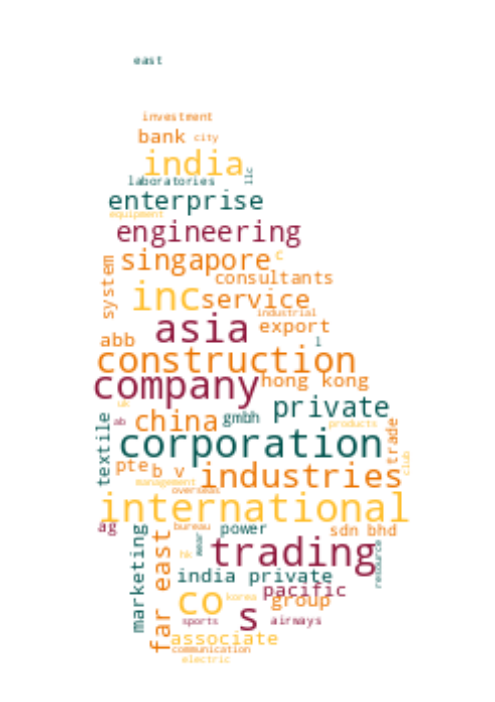 east
investment
bank city
india
laboratories
llc
enterprise
equipment
engineering
singapore c
system
consultants
inc service
industrial
asia export
abb l
construction
company hong kong
uk
private
ab china gmbh
products
textile
corporation
trade
club
pte b v industries
management
overseas
international
ag bureau power sdn bhd
marketing
far east
wear
trading
hk
resource
india private
pacific
co korea group
s
sports airways
associate
communication
electric